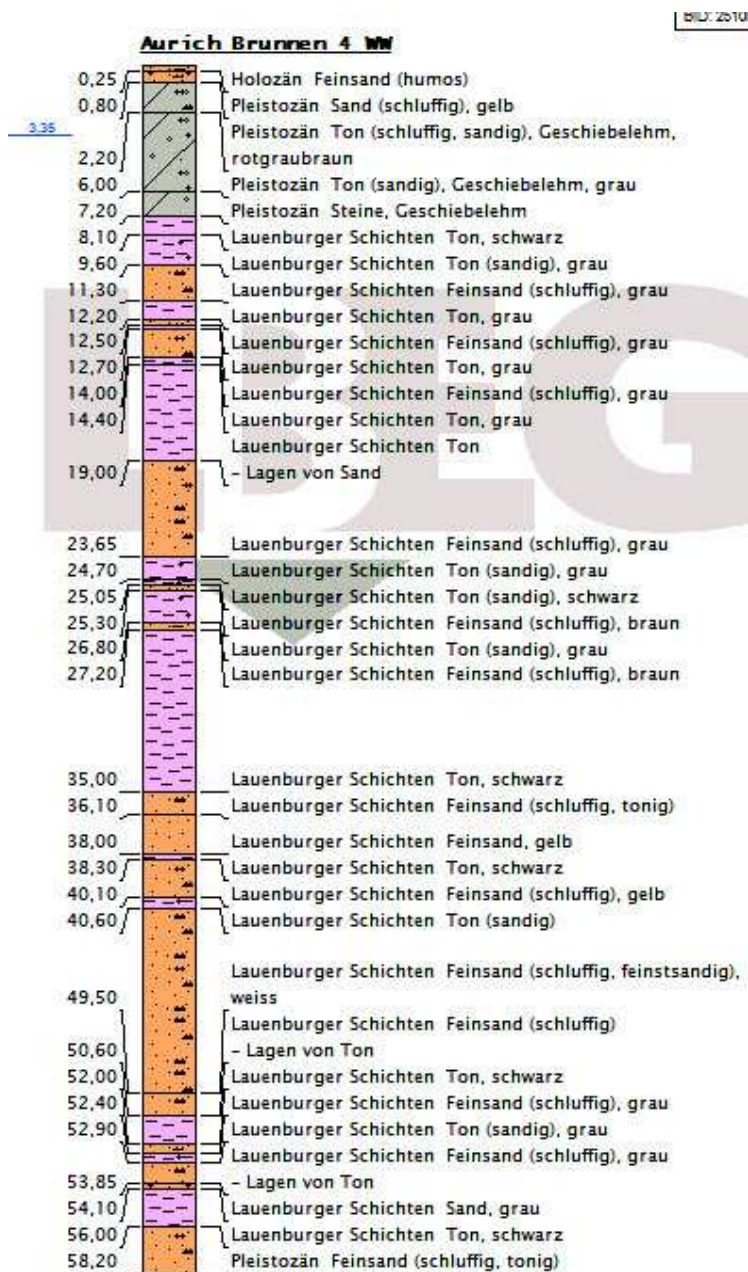 BID: 2510
Aurich Brunnen 4 WW
0,25 Holozän Feinsand (humos)
0,80 Pleistozän Sand (schluffig), gelb
3.35
Pleistozän Ton (schluffig, sandig), Geschiebelehm,
2,20 rotgraubraun
6,00 Pleistozän Ton (sandig), Geschiebelehm, grau
7,20 Pleistozän Steine, Geschiebelehm
8,10 Lauenburger Schichten Ton, schwarz
9,60 Lauenburger Schichten Ton (sandig), grau
11,30 Lauenburger Schichten Feinsand (schluffig), grau
12,20 Lauenburger Schichten Ton, grau
12,50 Lauenburger Schichten Feinsand (schluffig), grau
12,70 Lauenburger Schichten Ton, grau
14,00 Lauenburger Schichten Feinsand (schluffig), grau
14,40 Lauenburger Schichten Ton, grau
Lauenburger Schichten Ton
19,00 - Lagen von Sand
23,65 Lauenburger Schichten Feinsand (schluffig), grau
24,70 Lauenburger Schichten Ton (sandig), grau
25,05 Lauenburger Schichten Ton (sandig), schwarz
25,30 Lauenburger Schichten Feinsand (schluffig), braun
26,80 Lauenburger Schichten Ton (sandig), grau
27,20 Lauenburger Schichten Feinsand (schluffig), braun
35,00 Lauenburger Schichten Ton, schwarz
36,10 Lauenburger Schichten Feinsand (schluffig, tonig)
38,00 Lauenburger Schichten Feinsand, gelb
38,30 Lauenburger Schichten Ton, schwarz
40,10 Lauenburger Schichten Feinsand (schluffig), gelb
40,60 Lauenburger Schichten Ton (sandig)
Lauenburger Schichten Feinsand (schluffig, feinstsandig),
49,50 weiss
Lauenburger Schichten Feinsand (schluffig)
50,60 - Lagen von Ton
52,00 Lauenburger Schichten Ton, schwarz
52,40 Lauenburger Schichten Feinsand (schluffig), grau
52,90 Lauenburger Schichten Ton (sandig), grau
Lauenburger Schichten Feinsand (schluffig), grau
53,85 - Lagen von Ton
54,10 Lauenburger Schichten Sand, grau
56,00 Lauenburger Schichten Ton, schwarz
58,20 Pleistozän Feinsand (schluffig, tonig)
LBEG